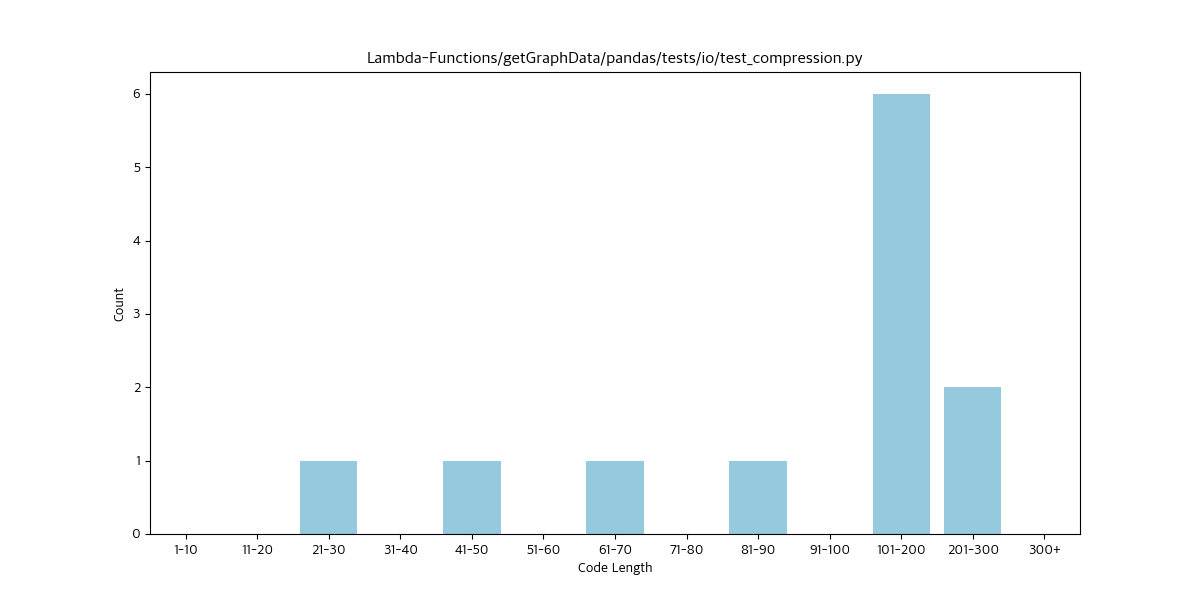 Lambda-Functions/getGraphData/pandas/tests/io/test_compression.py
6
5
4
3
2
1
0
Count
1-10 11-20 21-30 31-40 41-50 51-60 61-70 71-80 81-90 91-100 101-200 201-300 300+
Code Length